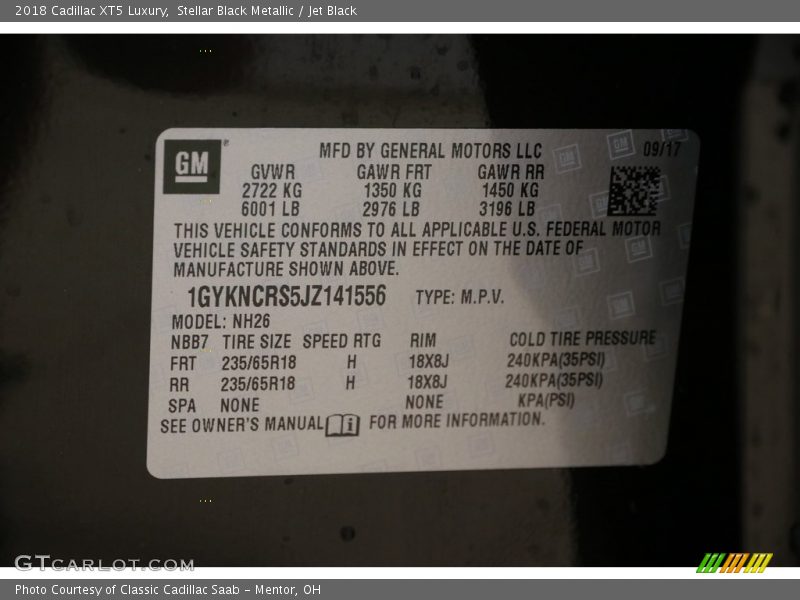 2018 Cadillac XT5 Luxury, Stellar Black Metallic / Jet Black
GM®
MFD BY GENERAL MOTORS LLC 09/17
GVWR GAWR FRT GAWR RR
2722 KG 1350 KG 1450 KG
6001 LB 2976 LB 3196 LB
THIS VEHICLE CONFORMS TO ALL APPLICABLE U.S. FEDERAL MOTOR
VEHICLE SAFETY STANDARDS IN EFFECT ON THE DATE OF
MANUFACTURE SHOWN ABOVE.
1GYKNCRS5JZ141556 TYPE: M.P.V.
MODEL: NH26
NBB7 TIRE SIZE SPEED RTG RIM COLD TIRE PRESSURE
FRT 235/65R18 H 18X8J 240KPA(35PSI)
RR 235/65R18 H 18X8J 240KPA(35PSI)
SPA NONE NONE KPA(PSI)
SEE OWNER'S MANUAL i FOR MORE INFORMATION.
GTCARLOT.COM
Photo Courtesy of Classic Cadillac Saab - Mentor, OH